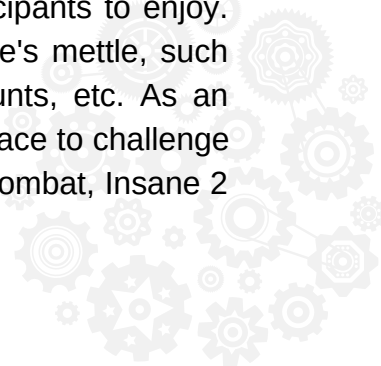 cipants to enjoy.
e's mettle, such
unts, etc. As an
ace to challenge
ombat, Insane 2